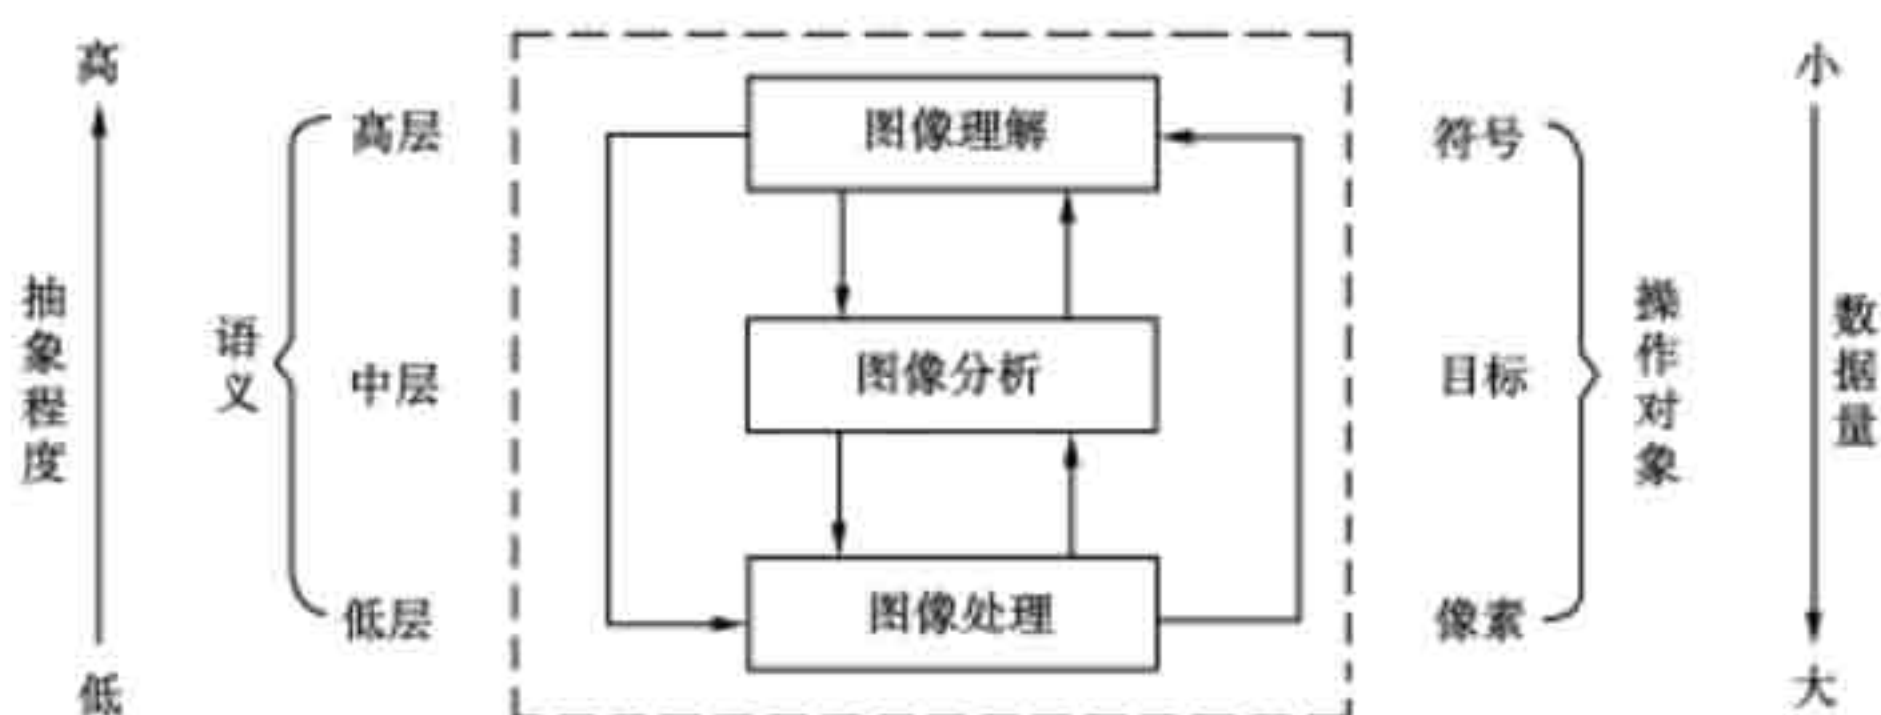 高
小
高层
图像理解
符号
抽象程度
语义
中层
图像分析
目标
操作对象
数据量
低层
图像处理
像素
低
大